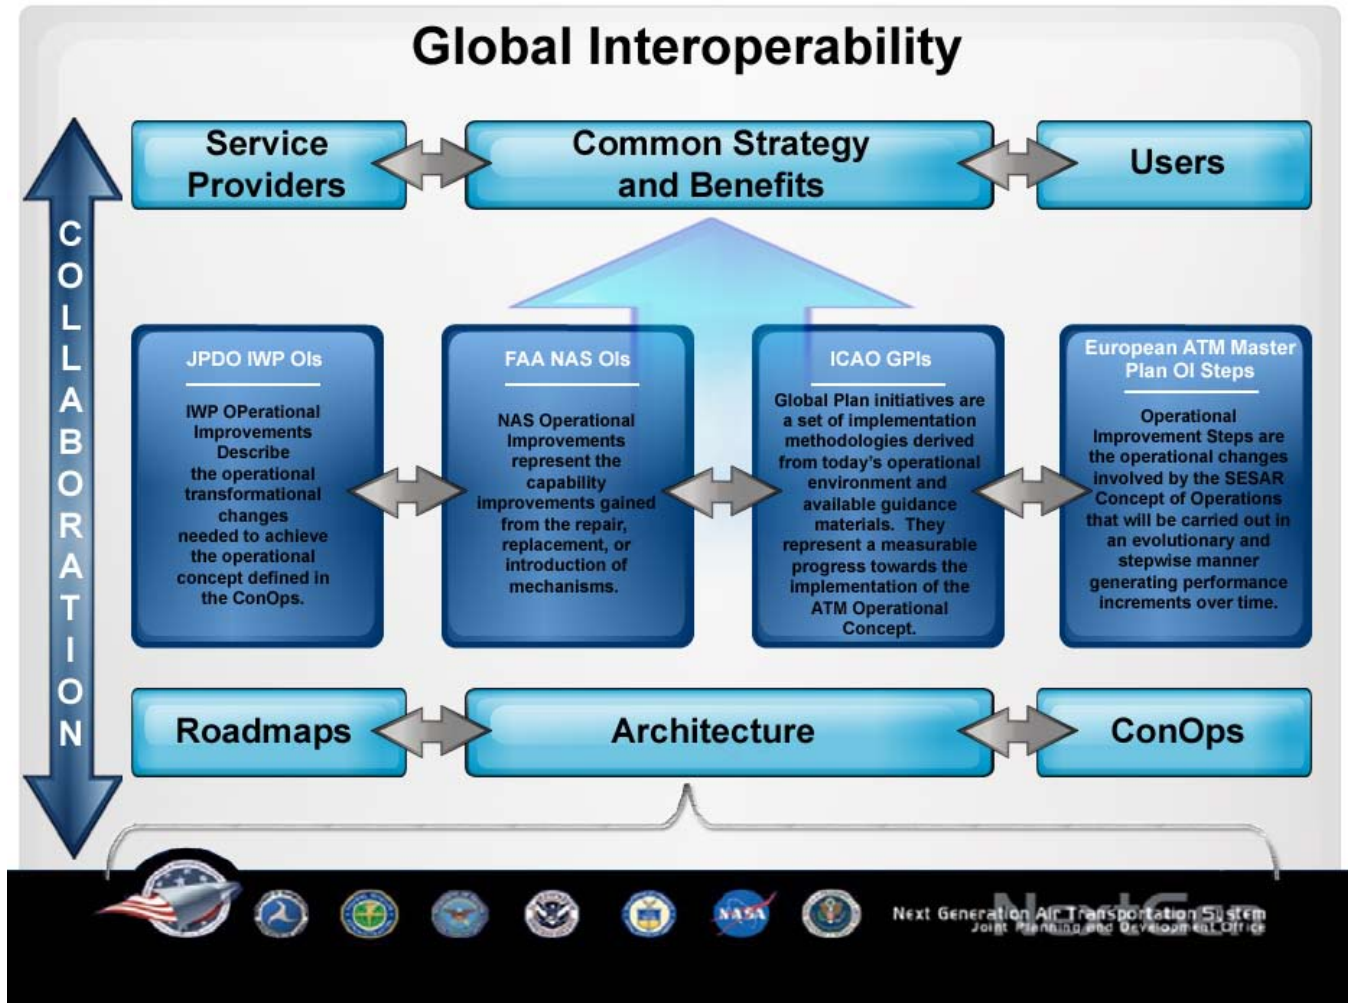 Global Interoperability
Service
Providers
Common Strategy
and Benefits
Users
COLLABORATION
JPDO IWP OIs
IWP OPerational
Improvements
Describe
the operational
transformational
changes
needed to achieve
the operational
concept defined in
the ConOps.
FAA NAS OIs
NAS Operational
Improvements
represent the
capability
improvements gained
from the repair,
replacement, or
introduction of
mechanisms.
ICAO GPIs
Global Plan initiatives are
a set of implementation
methodologies derived
from today's operational
environment and
available guidance
materials. They
represent a measurable
progress towards the
implementation of the
ATM Operational
Concept.
European ATM Master
Plan OI Steps
Operational
Improvement Steps are
the operational changes
involved by the SESAR
Concept of Operations
that will be carried out in
an evolutionary and
stepwise manner
generating performance
increments over time.
Roadmaps
Architecture
ConOps
NASA
NextGen
Next Generation Air Transportation System
Joint Planning and Development Office